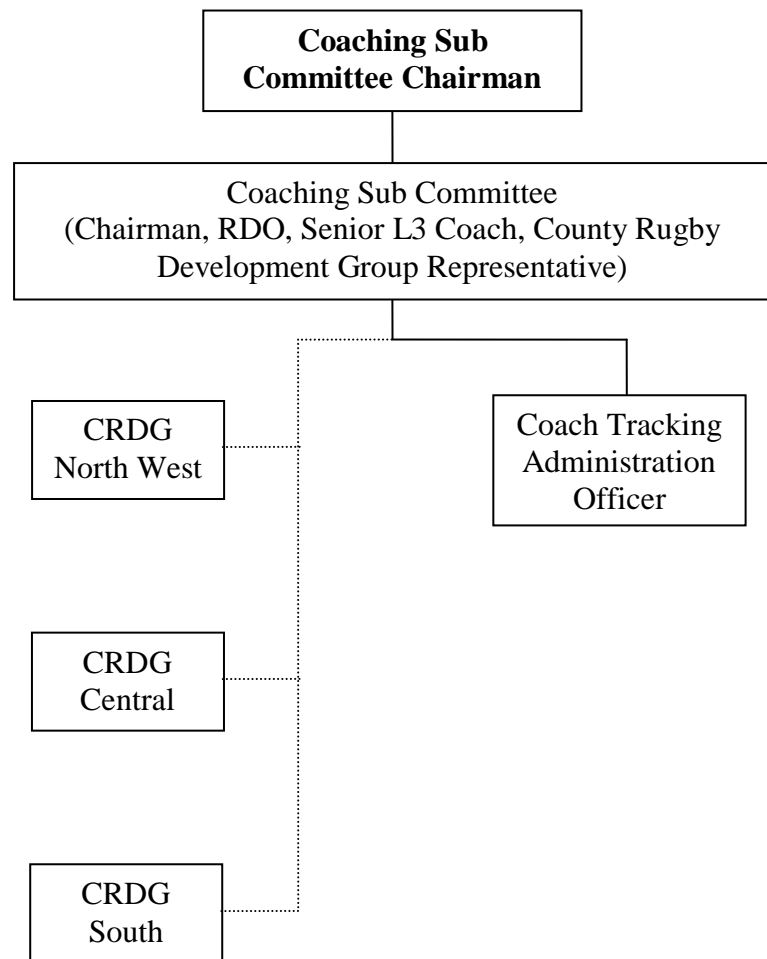 Coaching Sub
Committee Chairman
Coaching Sub Committee
(Chairman, RDO, Senior L3 Coach, County Rugby
Development Group Representative)
CRDG
North West
Coach Tracking
Administration
Officer
CRDG
Central
CRDG
South